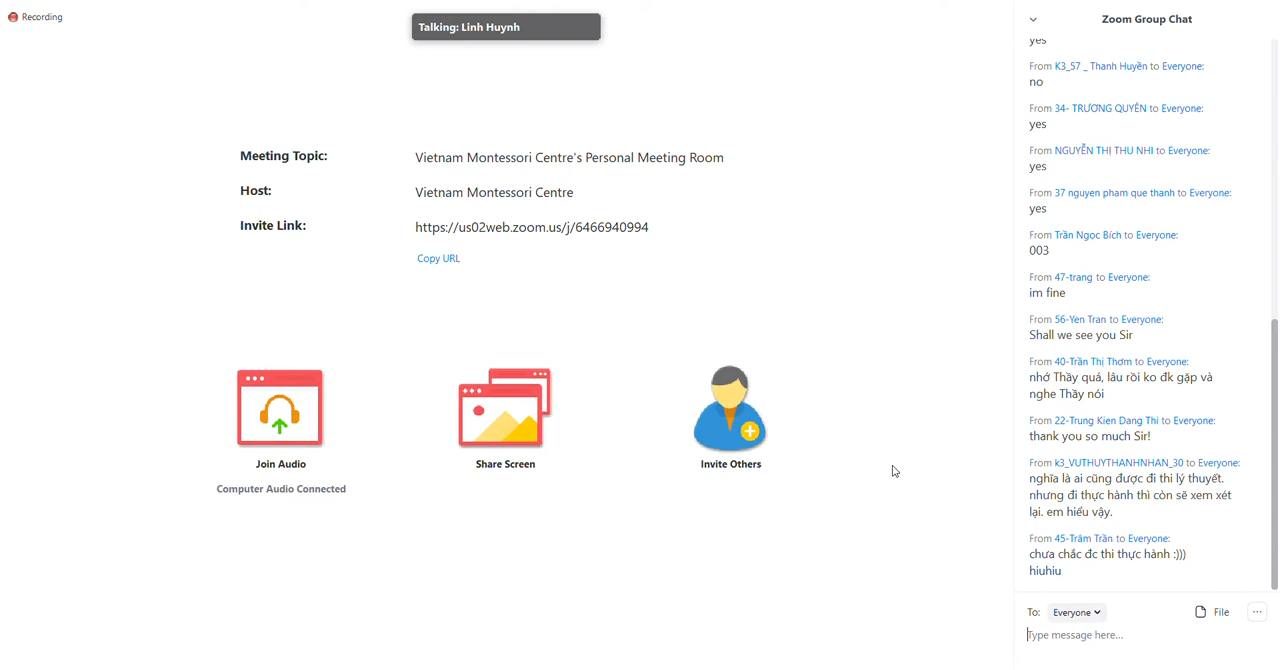 Recording
Talking: Linh Huynh
Meeting Topic:
Vietnam Montessori Centre's Personal Meeting Room
Host:
Vietnam Montessori Centre
Invite Link:
https://us02web.zoom.us/j/6466940994
Copy URL
Join Audio
Computer Audio Connected
Share Screen
Invite Others
Zoom Group Chat
yes
From K3_57 _ Thanh Huyền to Everyone:
no
From 34- TRƯƠNG QUYÊN to Everyone:
yes
From NGUYỄN THỊ THU NHI to Everyone:
yes
From 37 nguyen pham que thanh to Everyone:
yes
From Trần Ngọc Bích to Everyone:
003
From 47-trang to Everyone:
im fine
From 56-Yen Tran to Everyone:
Shall we see you Sir
From 40-Trần Thị Thơm to Everyone:
nhớ Thầy quá, lâu rồi ko đk gặp và
nghe Thầy nói
From 22-Trung Kien Dang Thi to Everyone:
thank you so much Sir!
From k3_VUTHUYTHANHNHAN_30 to Everyone:
nghĩa là ai cũng được đi thi lý thuyết.
nhưng đi thực hành thì còn sẽ xem xét
lại. em hiểu vậy.
From 45-Trâm Trần to Everyone:
chưa chắc đc thi thực hành :)))
hiuhiu
To: Everyone
File
Type message here...